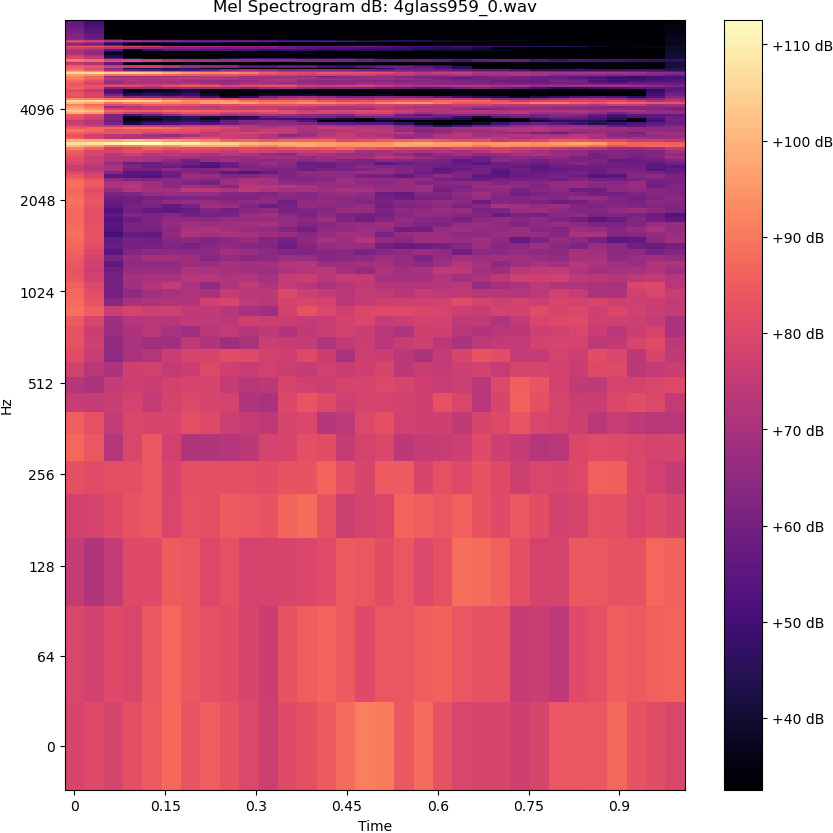 Mel Spectrogram dB: 4glass959_0.wav
+110 dB
4096
+100 dB
2048
+90 dB
1024
+80 dB
512
Hz
+70 dB
256
+60 dB
128
+50 dB
64
+40 dB
0
0 0.15 0.3 0.45 0.6 0.75 0.9
Time